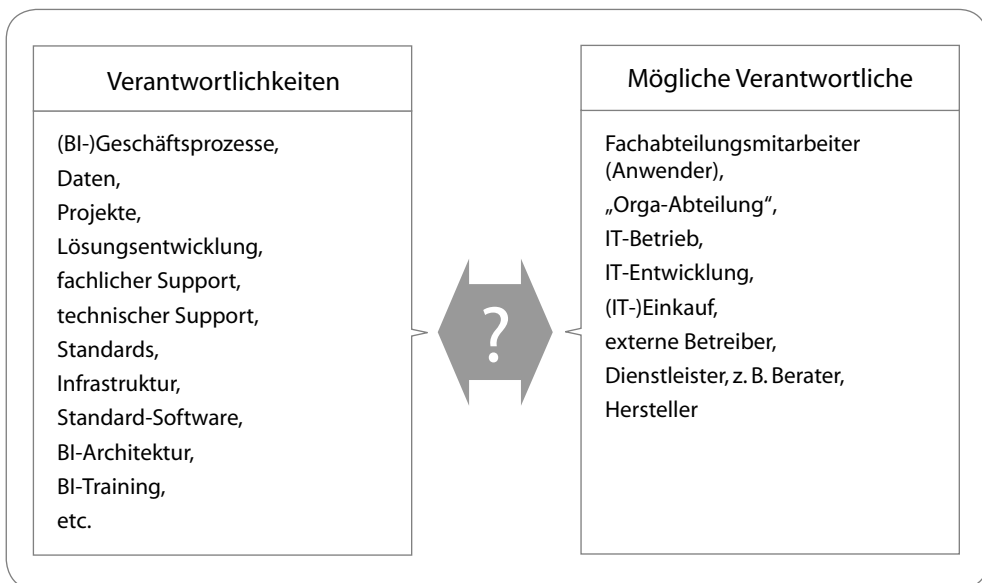 Verantwortlichkeiten
(BI-)Geschäftsprozesse,
Daten,
Projekte,
Lösungsentwicklung,
fachlicher Support,
technischer Support,
Standards,
Infrastruktur,
Standard-Software,
BI-Architektur,
BI-Training,
etc.
?
Mögliche Verantwortliche
Fachabteilungsmitarbeiter
(Anwender),
„Orga-Abteilung“,
IT-Betrieb,
IT-Entwicklung,
(IT-)Einkauf,
externe Betreiber,
Dienstleister, z. B. Berater,
Hersteller